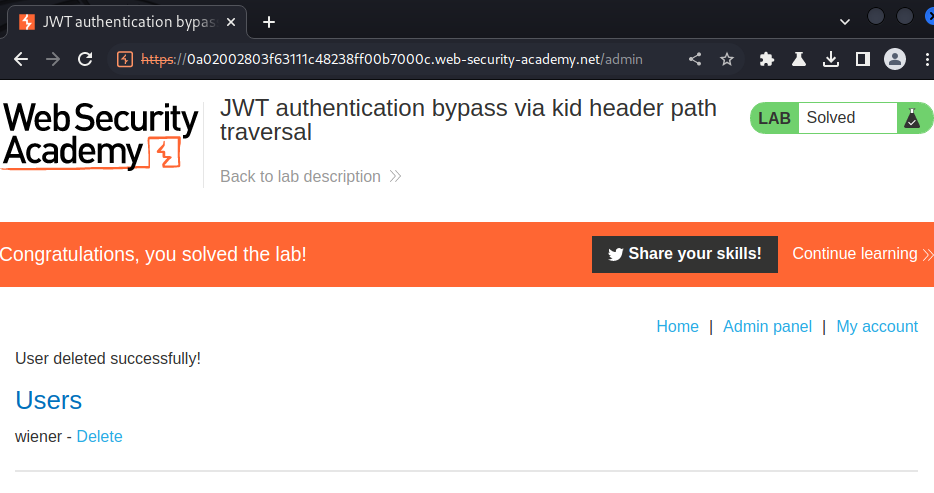 JWT authentication bypas
https://0a02002803f63111c48238ff00b7000c.web-security-academy.net/admin
Web Security
Academy
JWT authentication bypass via kid header path
traversal
Back to lab description
LAB Solved
Congratulations, you solved the lab!
Share your skills!
Continue learning
Home | Admin panel | My account
User deleted successfully!
Users
wiener - Delete